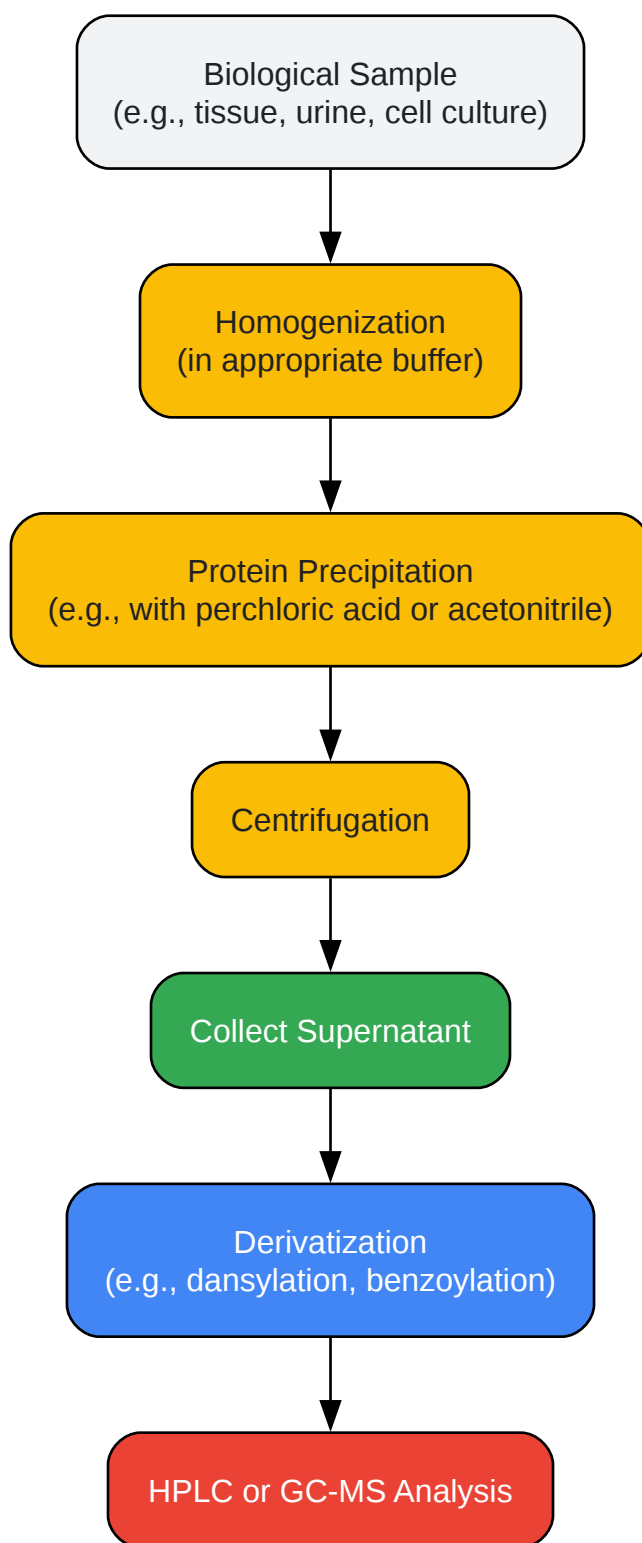 Biological Sample
(e.g., tissue, urine, cell culture)
Homogenization
(in appropriate buffer)
Protein Precipitation
(e.g., with perchloric acid or acetonitrile)
Centrifugation
Collect Supernatant
Derivatization
(e.g., dansylation, benzoylation)
HPLC or GC-MS Analysis